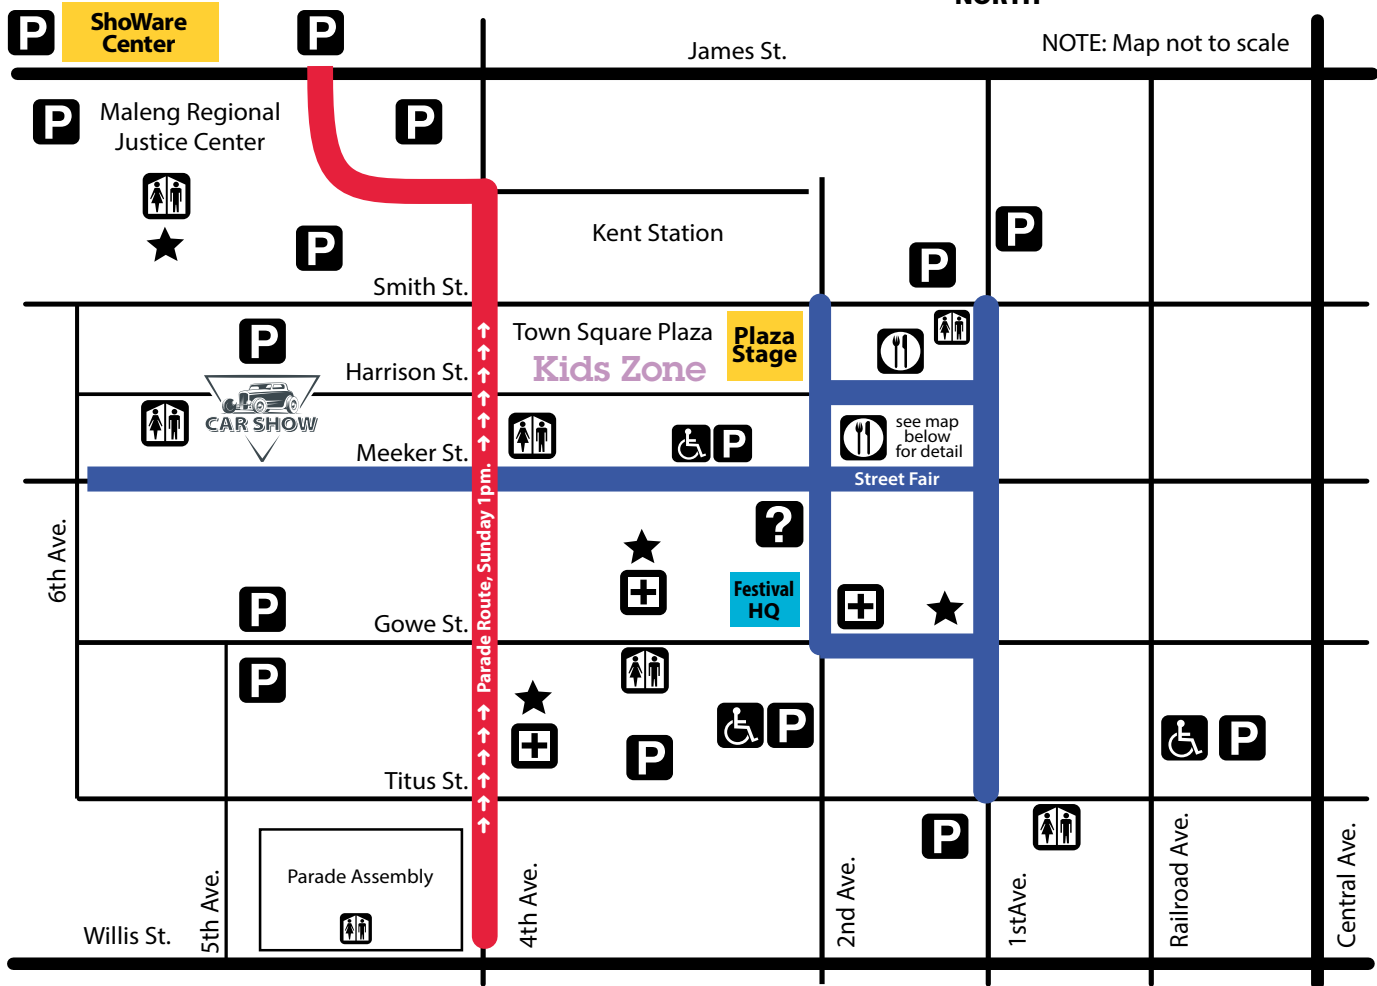 NORTH
ShoWare
Center
P
P
James St.
NOTE: Map not to scale
P
Maleng Regional
Justice Center
P
P
Kent Station
P
P
Smith St.
P
Town Square Plaza
Kids Zone
Plaza
Stage
Harrison St.
CAR SHOW
Meeker St.
P
see map
below
for detail
Street Fair
6th Ave.
Parade Route, Sunday 1pm.
?
Festival
HQ
P
Gowe St.
P
P
P
P
Titus St.
P
Parade Assembly
Willis St.
5th Ave.
4th Ave.
2nd Ave.
1stAve.
Railroad Ave.
Central Ave.